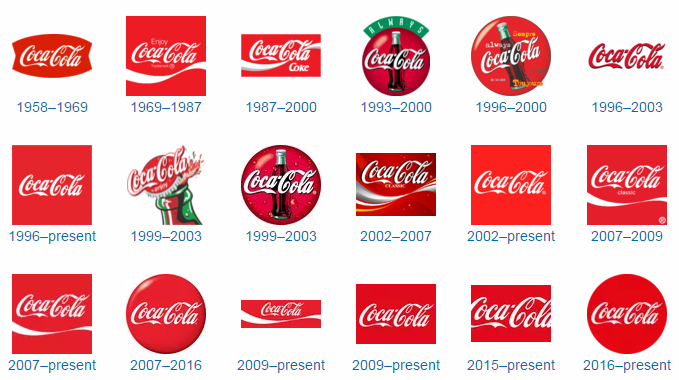 Coca-Cola
1958–1969
Enjoy
Coca-Cola
Trademark ®
1969–1987
Coca-Cola
Coke
1987–2000
ALWAYS
Coca-Cola
1993–2000
Sempre
always
Coca-Cola
Toujours
1996–2000
Coca-Cola
1996–2003
Coca-Cola
1996–present
Coca-Cola
enjoy
1999–2003
Coca-Cola
1999–2003
Coca-Cola
CLASSIC
2002–2007
Coca-Cola
2002–present
Coca-Cola
classic
®
2007–2009
Coca-Cola
2007–present
Coca-Cola
2007–2016
Coca-Cola
2009–present
Coca-Cola
2009–present
Coca-Cola
2015–present
Coca-Cola
2016–present